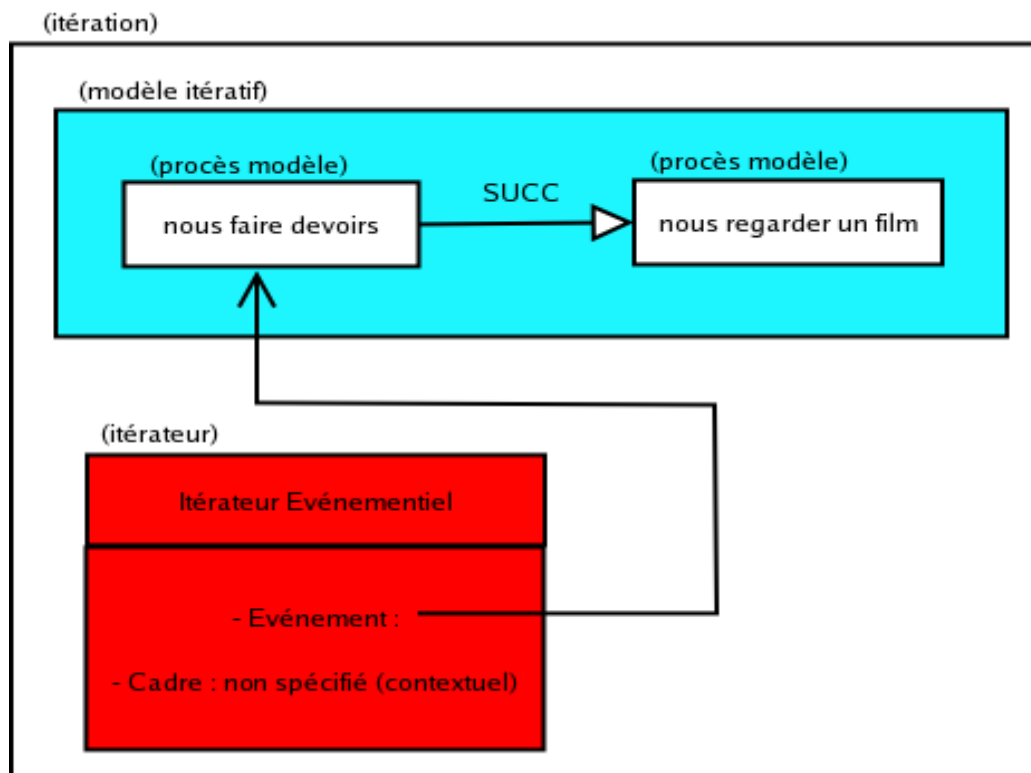 (itération)
(modèle itératif)
(procès modèle)
(procès modèle)
SUCC
nous faire devoirs
nous regarder un film
(itérateur)
Itérateur Evénementiel
- Evénement :
- Cadre : non spécifié (contextuel)